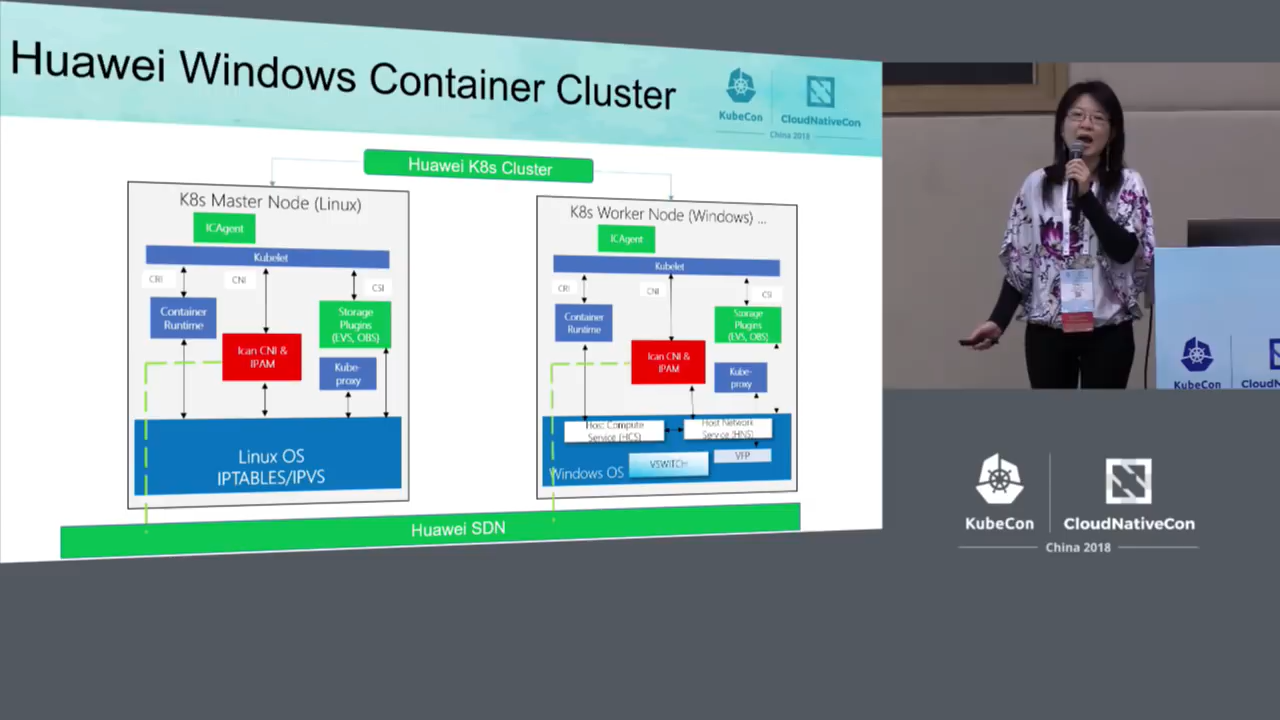 Huawei Windows Container Cluster
KubeCon
CloudNativeCon
China 2018
Huawei K8s Cluster
K8s Master Node (Linux)
ICAgent
Kubelet
CRI
CNI
CSI
Container
Runtime
Storage
Plugins
(EVS, OBS)
Ican CNI &
IPAM
Kube-
proxy
Linux OS
IPTABLES/IPVS
K8s Worker Node (Windows) ...
ICAgent
Kubelet
CRI
CNI
CSI
Container
Runtime
Storage
Plugins
(EVS, OBS)
Ican CNI &
IPAM
Kube-
proxy
Host Compute
Service (HCS)
Host Network
Service (HNS)
VFP
VSWITCH
Windows OS
Huawei SDN
KubeCon
CloudN
KubeCon
CloudNativeCon
China 2018